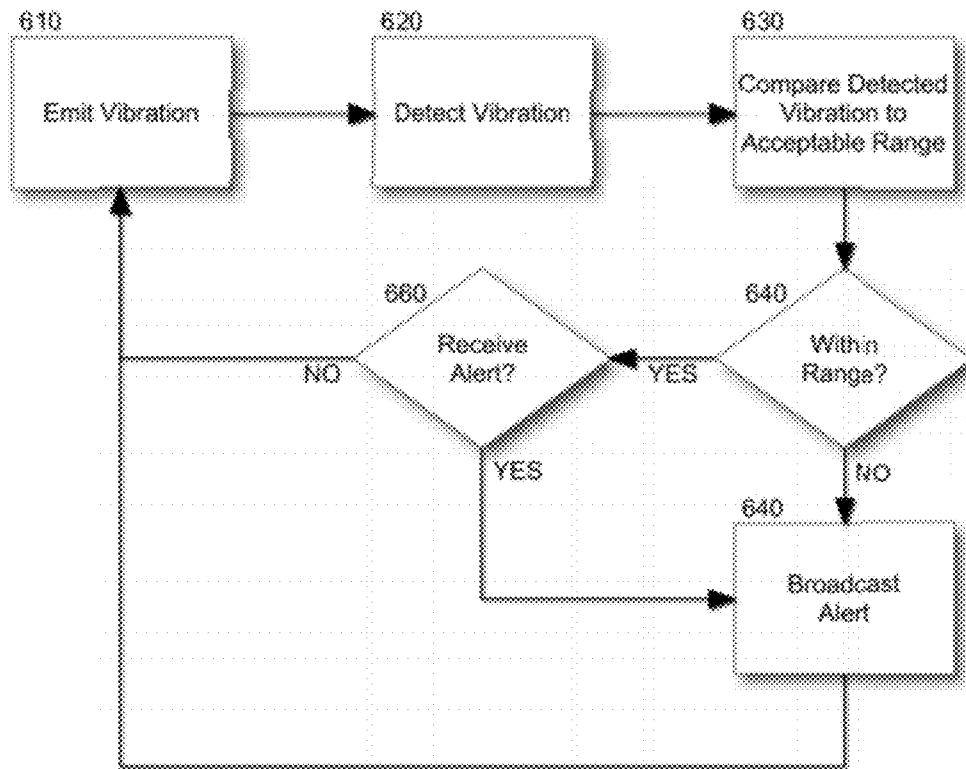 610
Emit Vibration
620
Detect Vibration
630
Compare Detected
Vibration to
Acceptable Range
660
Receive
Alert?
NO
YES
640
Within
Range?
YES
NO
640
Broadcast
Alert